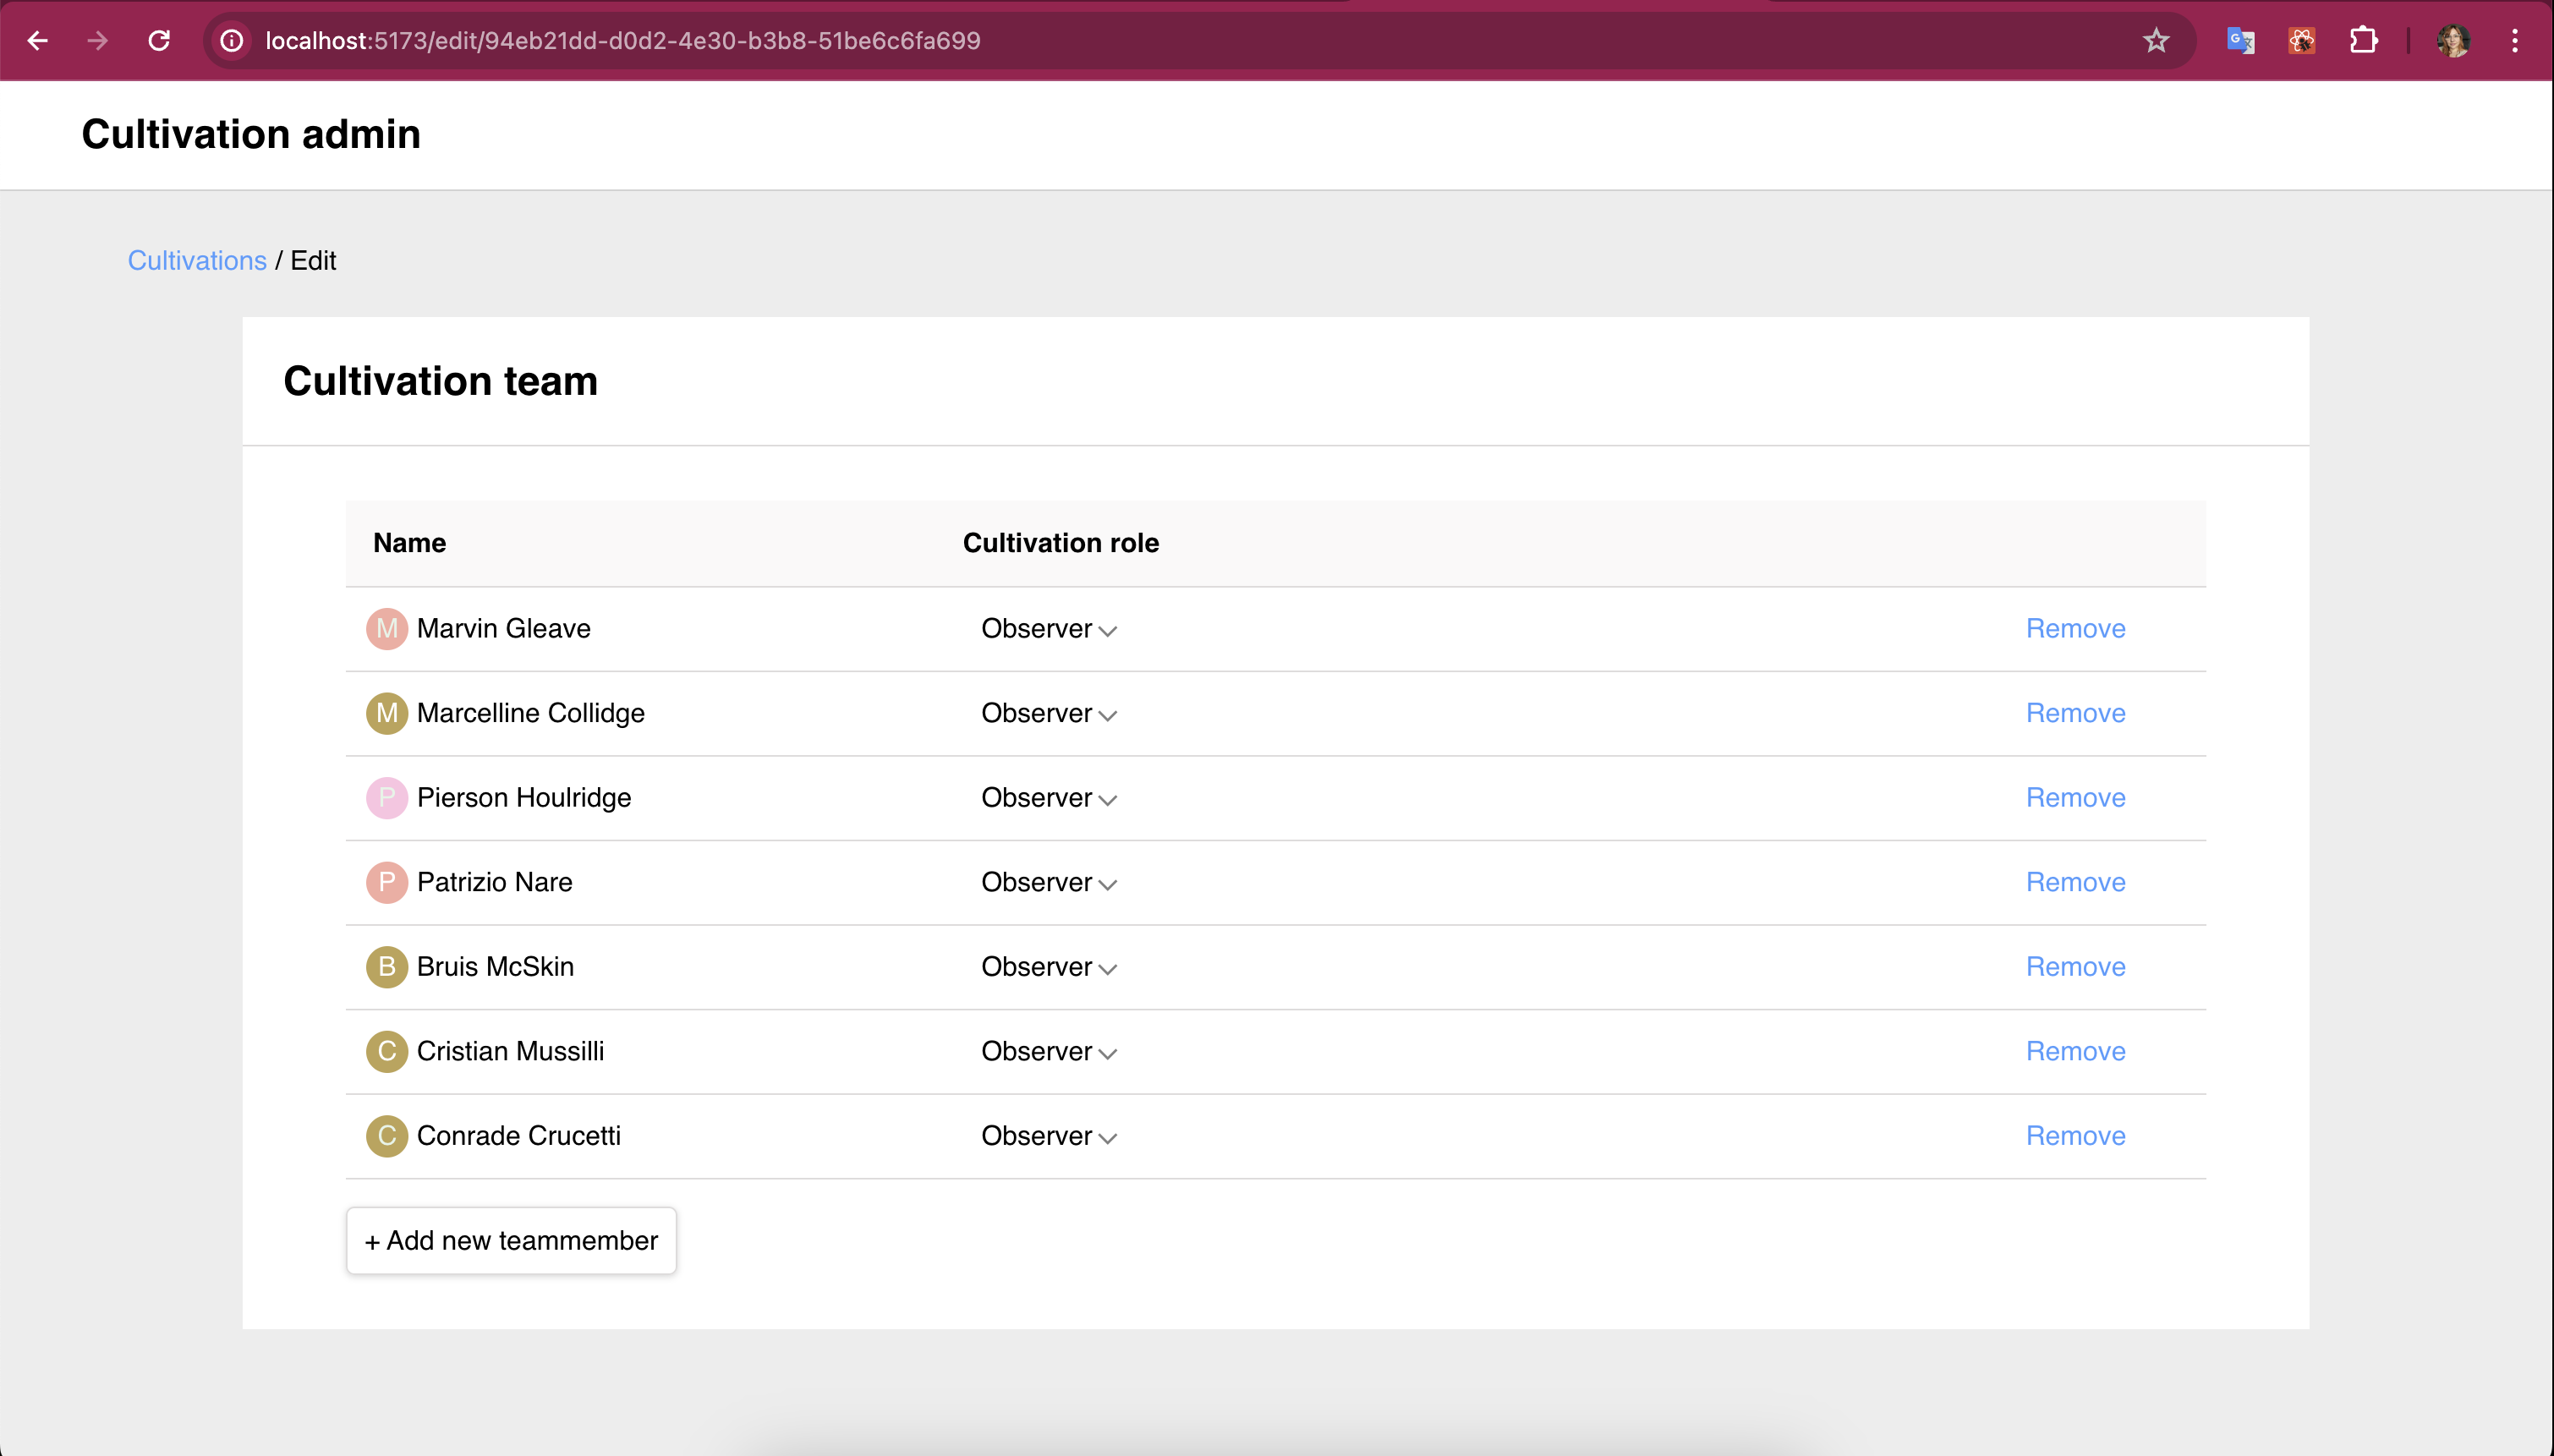 localhost:5173/edit/94eb21dd-d0d2-4e30-b3b8-51be6c6fa699
Cultivation admin
Cultivations / Edit
Cultivation team
Name Cultivation role
M Marvin Gleave Observer Remove
M Marcelline Collidge Observer Remove
P Pierson Houlridge Observer Remove
P Patrizio Nare Observer Remove
B Bruis McSkin Observer Remove
C Cristian Mussilli Observer Remove
C Conrade Crucetti Observer Remove
+ Add new teammember